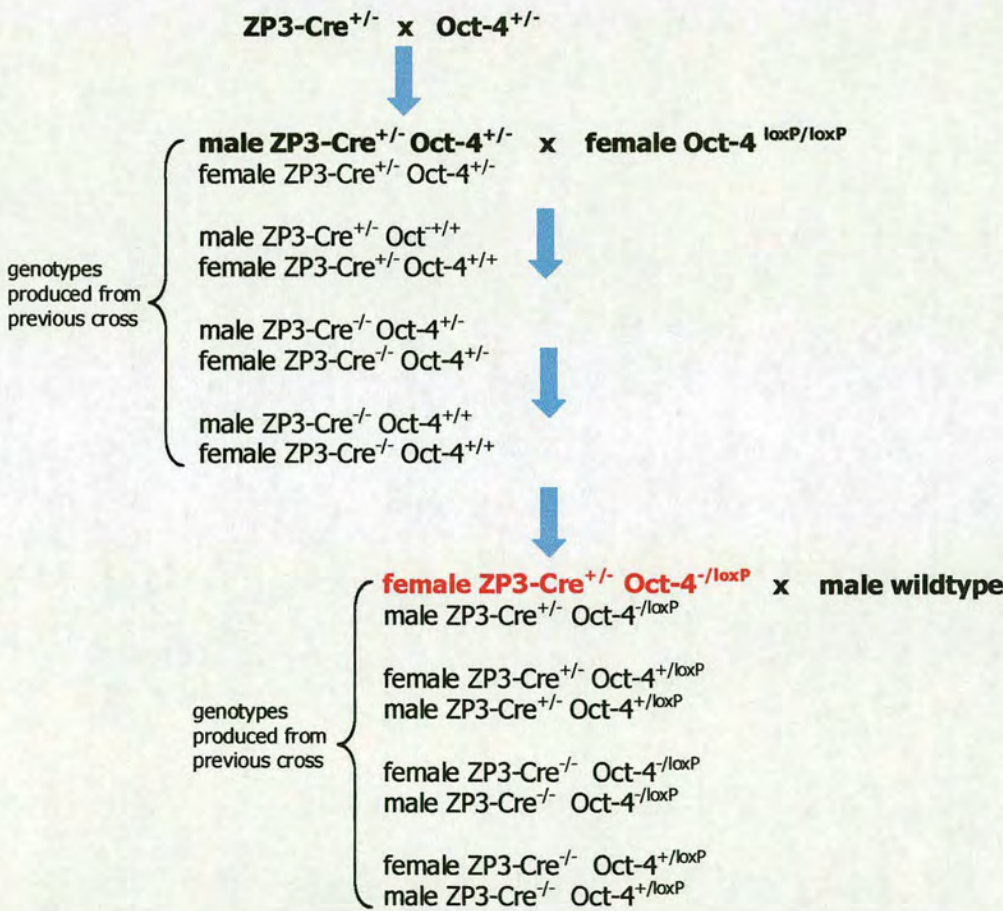 ZP3-Cre+/- x Oct-4+/-
male ZP3-Cre+/- Oct-4+/- x female Oct-4 loxP/loxP
female ZP3-Cre+/- Oct-4+/-
male ZP3-Cre+/- Oct-+/+
female ZP3-Cre+/- Oct-4+/+
genotypes
produced from
previous cross
male ZP3-Cre-/- Oct-4+/-
female ZP3-Cre-/- Oct-4+/-
male ZP3-Cre-/- Oct-4+/+
female ZP3-Cre-/- Oct-4+/+
female ZP3-Cre+/- Oct-4-/loxP x male wildtype
male ZP3-Cre+/- Oct-4-/loxP
female ZP3-Cre+/- Oct-4+/loxP
male ZP3-Cre+/- Oct-4+/loxP
genotypes
produced from
previous cross
female ZP3-Cre-/- Oct-4-/loxP
male ZP3-Cre-/- Oct-4-/loxP
female ZP3-Cre-/- Oct-4+/loxP
male ZP3-Cre-/- Oct-4+/loxP